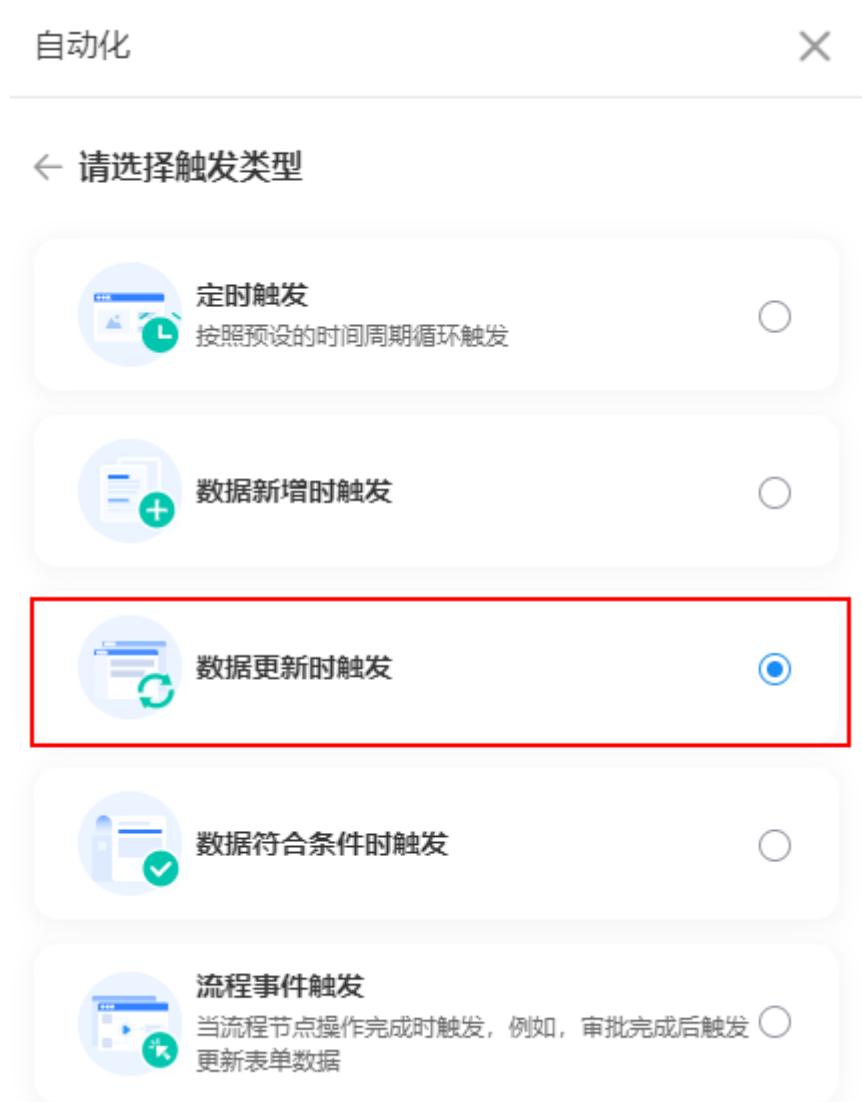 自动化
请选择触发类型
定时触发
按照预设的时间周期循环触发
数据新增时触发
数据更新时触发
数据符合条件时触发
流程事件触发
当流程节点操作完成时触发，例如，审批完成后触发
更新表单数据